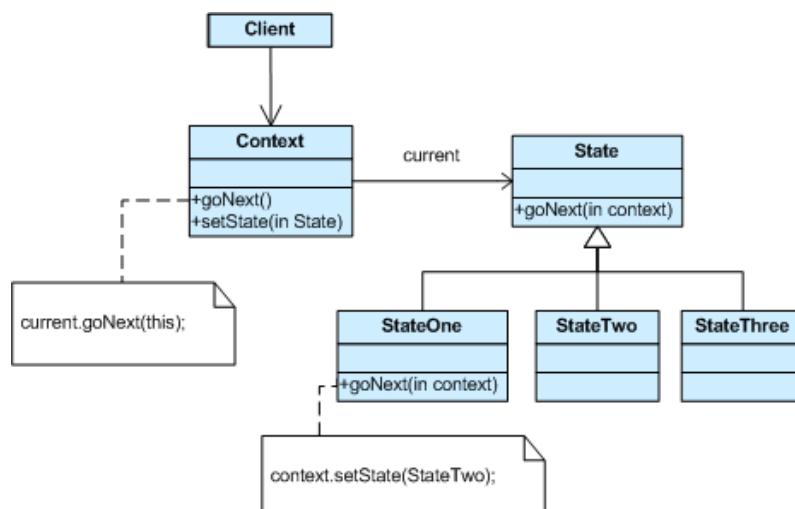 Client
Context
+goNext()
+setState(in State)
current
State
+goNext(in context)
current.goNext(this);
StateOne
+goNext(in context)
StateTwo
StateThree
context.setState(StateTwo);